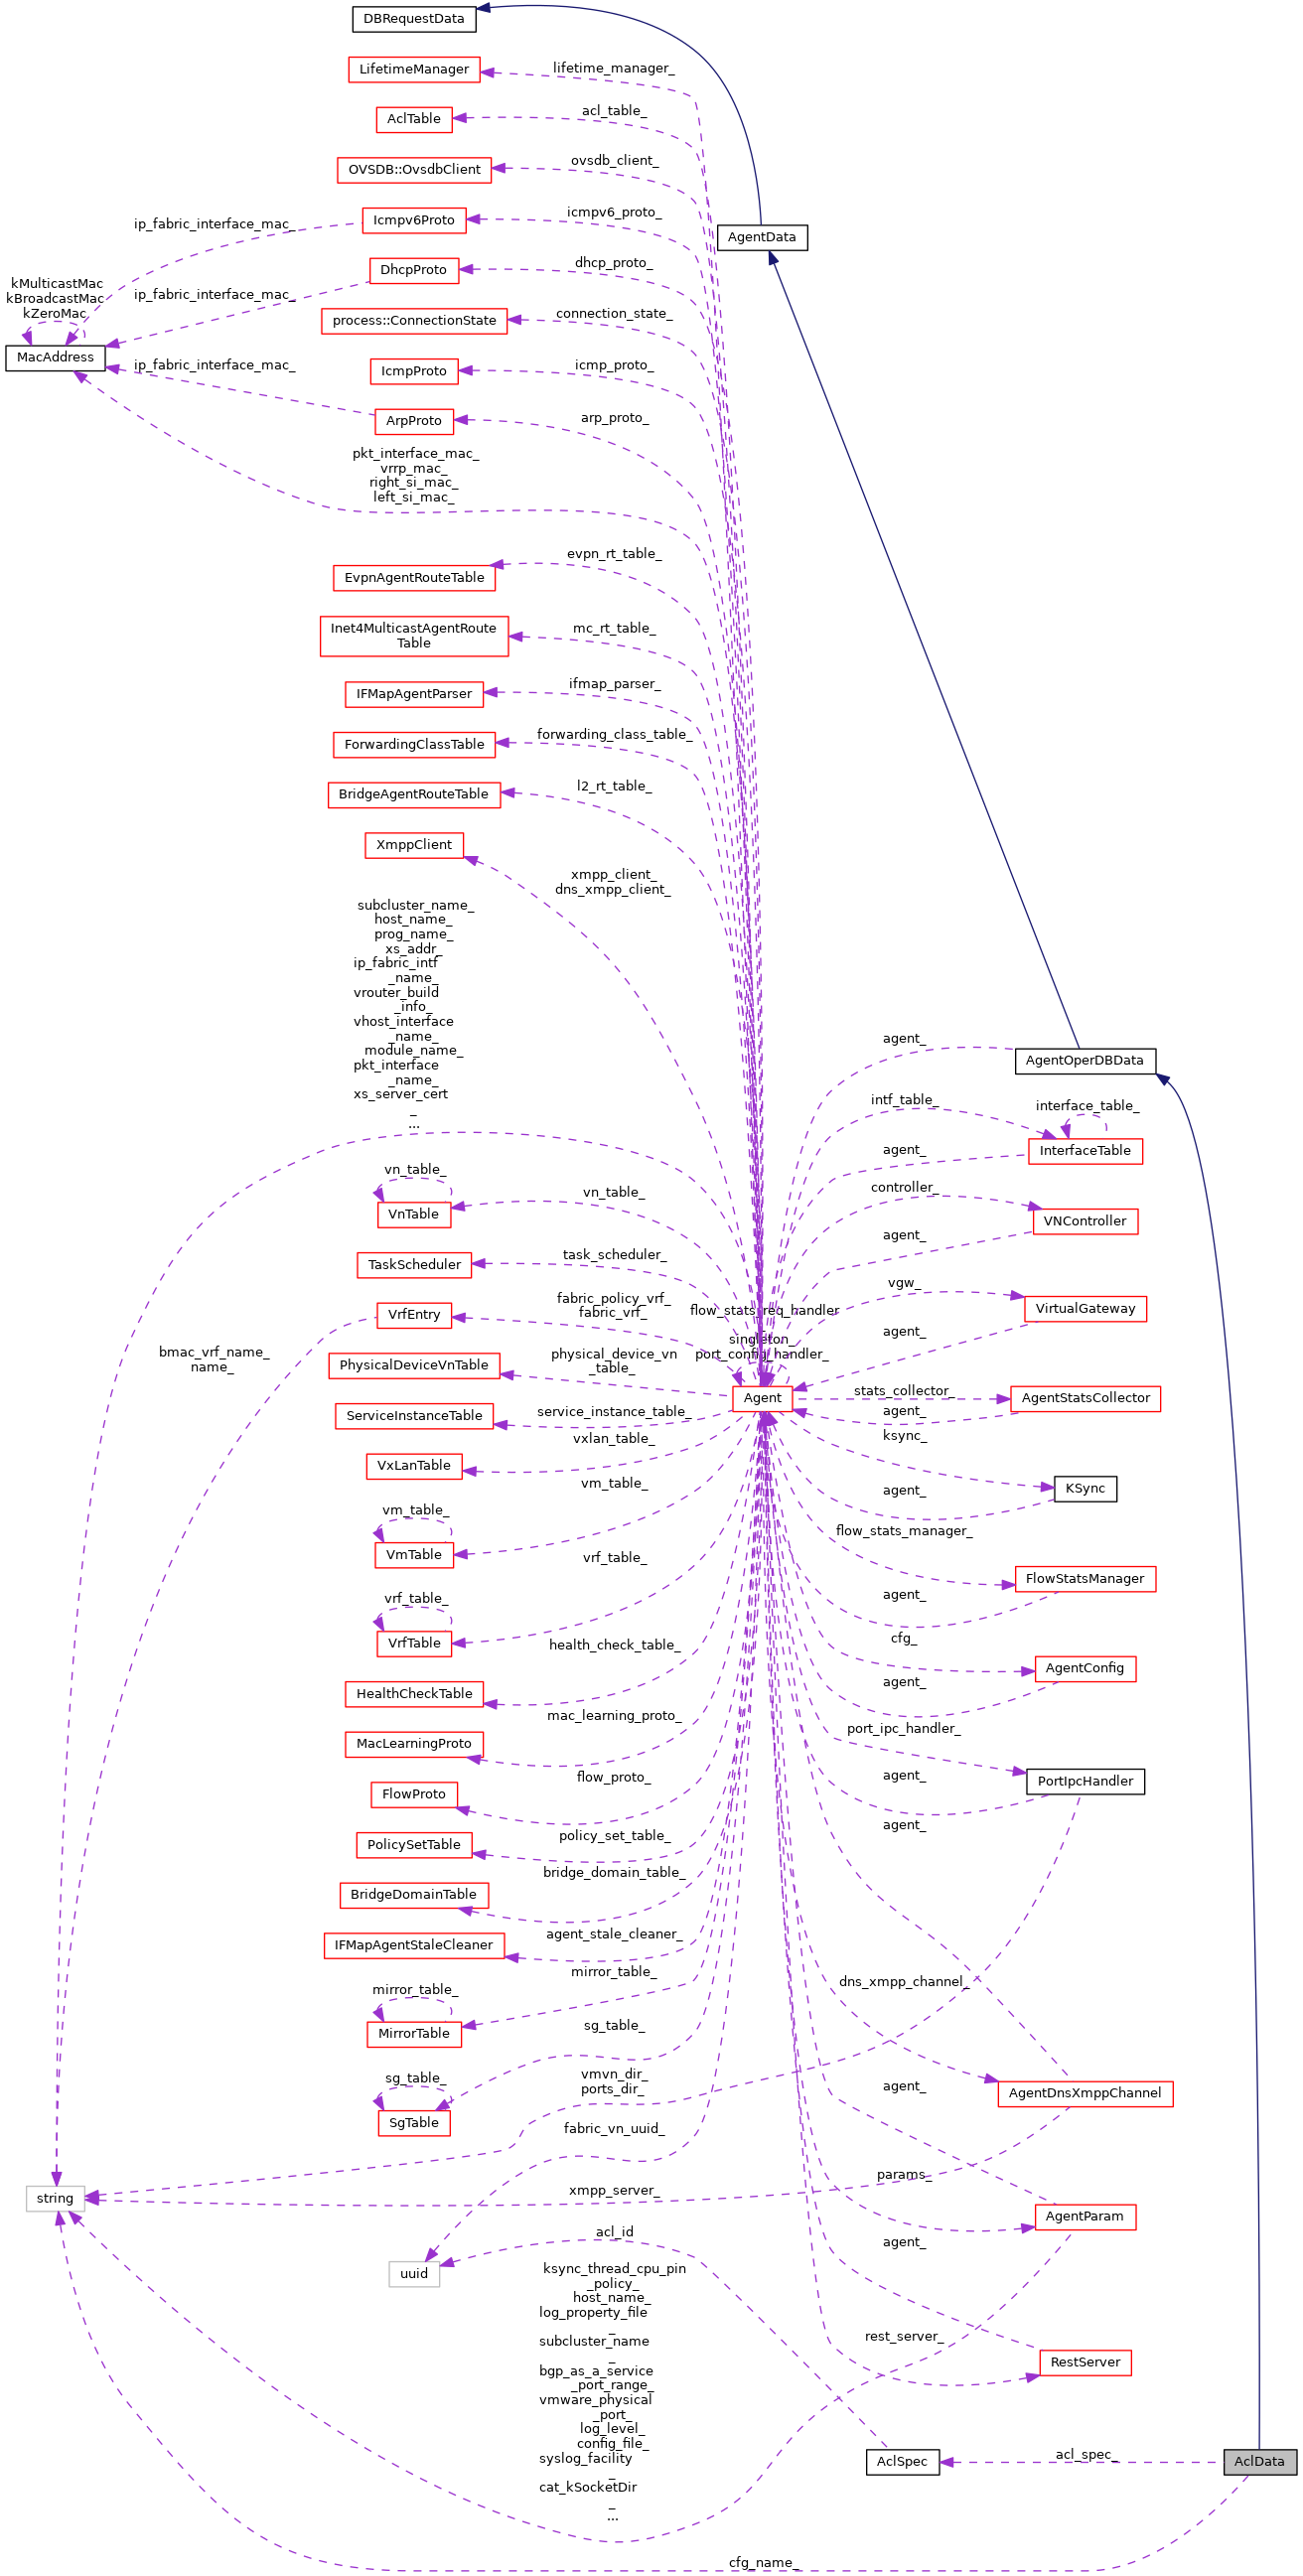 DBRequestData
LifetimeManager
lifetime_manager_
AclTable
acl_table_
OVSDB::OvsdbClient
ovsdb_client_
Icmpv6Proto
icmpv6_proto_
ip_fabric_interface_mac_
AgentData
DhcpProto
dhcp_proto_
ip_fabric_interface_mac_
kMulticastMac
kBroadcastMac
kZeroMac
process::ConnectionState
connection_state_
MacAddress
IcmpProto
icmp_proto_
ip_fabric_interface_mac_
ArpProto
arp_proto_
pkt_interface_mac_
vrrp_mac_
right_si_mac_
left_si_mac_
EvpnAgentRouteTable
evpn_rt_table_
Inet4MulticastAgentRoute
Table
mc_rt_table_
IFMapAgentParser
ifmap_parser_
ForwardingClassTable
forwarding_class_table_
BridgeAgentRouteTable
l2_rt_table_
XmppClient
xmpp_client_
dns_xmpp_client_
subcluster_name_
host_name_
prog_name_
xs_addr_
ip_fabric_intf
_name_
vrouter_build
_info_
vhost_interface
_name_
module_name_
pkt_interface
_name_
xs_server_cert
_
...
agent_
AgentOperDBData
intf_table_
interface_table_
agent_
InterfaceTable
vn_table_
VnTable
vn_table_
controller_
VNController
agent_
TaskScheduler
task_scheduler_
VrfEntry
fabric_policy_vrf_
fabric_vrf_
vgw_
VirtualGateway
agent_
bmac_vrf_name_
name_
flow_stats_req_handler
_
singleton_
port_config_handler_
PhysicalDeviceVnTable
physical_device_vn
_table_
Agent
stats_collector_
AgentStatsCollector
agent_
ServiceInstanceTable
service_instance_table_
VxLanTable
vxlan_table_
ksync_
KSync
agent_
vm_table_
VmTable
vm_table_
flow_stats_manager_
FlowStatsManager
agent_
vrf_table_
VrfTable
vrf_table_
cfg_
AgentConfig
agent_
HealthCheckTable
health_check_table_
MacLearningProto
mac_learning_proto_
port_ipc_handler_
PortIpcHandler
agent_
agent_
FlowProto
flow_proto_
PolicySetTable
policy_set_table_
BridgeDomainTable
bridge_domain_table_
IFMapAgentStaleCleaner
agent_stale_cleaner_
mirror_table_
MirrorTable
mirror_table_
dns_xmpp_channel_
AgentDnsXmppChannel
sg_table_
SgTable
sg_table_
vmvn_dir_
ports_dir_
agent_
fabric_vn_uuid_
string
xmpp_server_
params_
AgentParam
agent_
uuid
acl_id
ksync_thread_cpu_pin
_policy_
host_name_
log_property_file
_
subcluster_name
_
bgp_as_a_service
_port_range_
vmware_physical
_port_
log_level_
config_file_
syslog_facility
_
cat_kSocketDir
_
...
rest_server_
RestServer
AclSpec
acl_spec_
AclData
cfg_name_